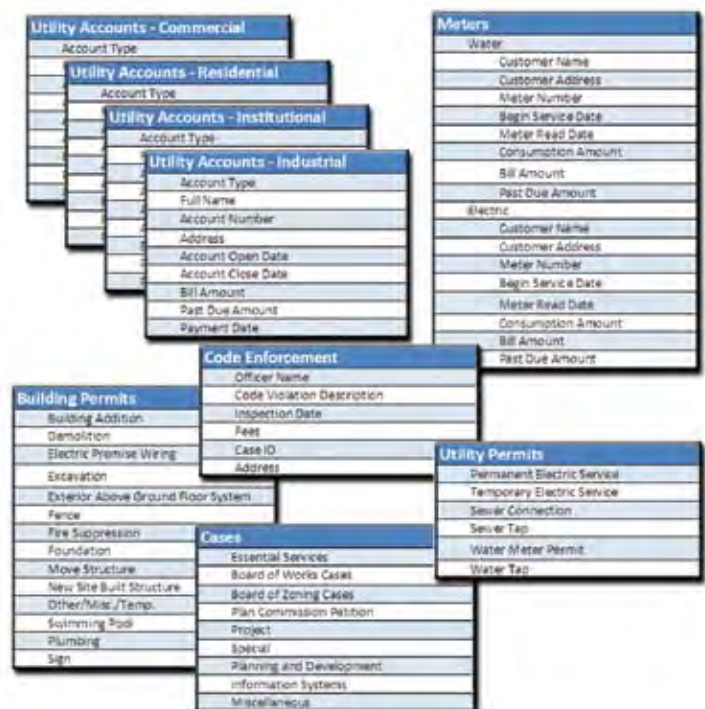 Utility Accounts - Commercial
Account Type
Utility Accounts - Residential
Account Type
Utility Accounts - Institutional
Account Type
Utility Accounts - Industrial
Account Type
Full Name
Account Number
Address
Account Open Date
Account Close Date
Bill Amount
Past Due Amount
Payment Date
Meters
Water
Customer Name
Customer Address
Meter Number
Begin Service Date
Meter Read Date
Consumption Amount
Bill Amount
Past Due Amount
Electric
Customer Name
Customer Address
Meter Number
Begin Service Date
Meter Read Date
Consumption Amount
Bill Amount
Past Due Amount
Code Enforcement
Officer Name
Code Violation Description
Inspection Date
Fees
Case ID
Address
Building Permits
Building Addition
Demolition
Electric Premise Wiring
Excavation
Exterior Above Ground Floor System
Fence
Fire Suppression
Foundation
Move Structure
New Site Built Structure
Other/Misc./Temp.
Swimming Pool
Plumbing
Sign
Utility Permits
Permanent Electric Service
Temporary Electric Service
Sewer Connection
Sewer Tap
Water Meter Permit
Water Tap
Cases
Essential Services
Board of Works Cases
Board of Zoning Cases
Plan Commission Petition
Project
Special
Planning and Development
Information Systems
Miscellaneous